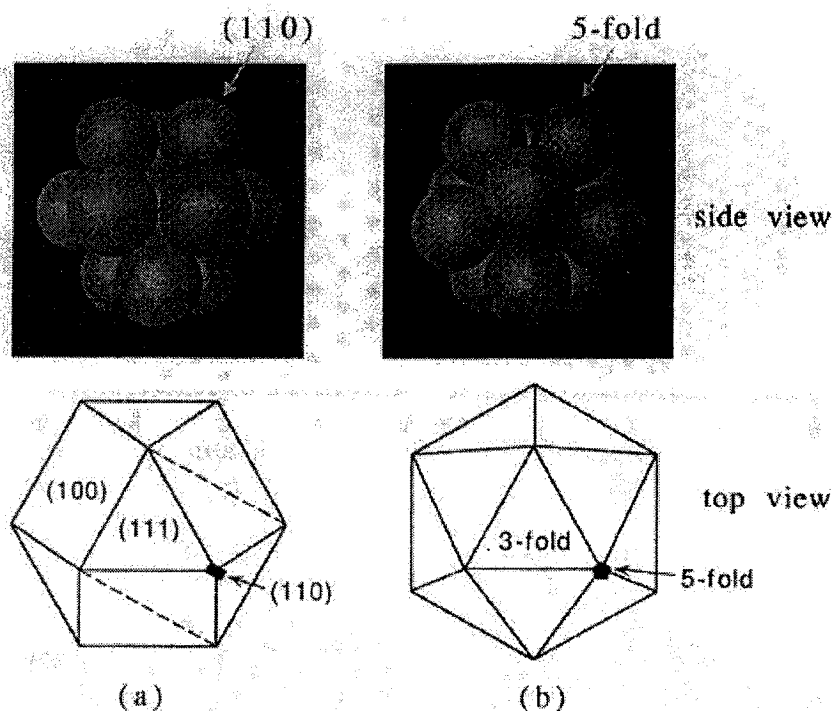 (110)
5-fold
side view
(100)
(111)
(110)
3-fold
5-fold
top view
(a)
(b)